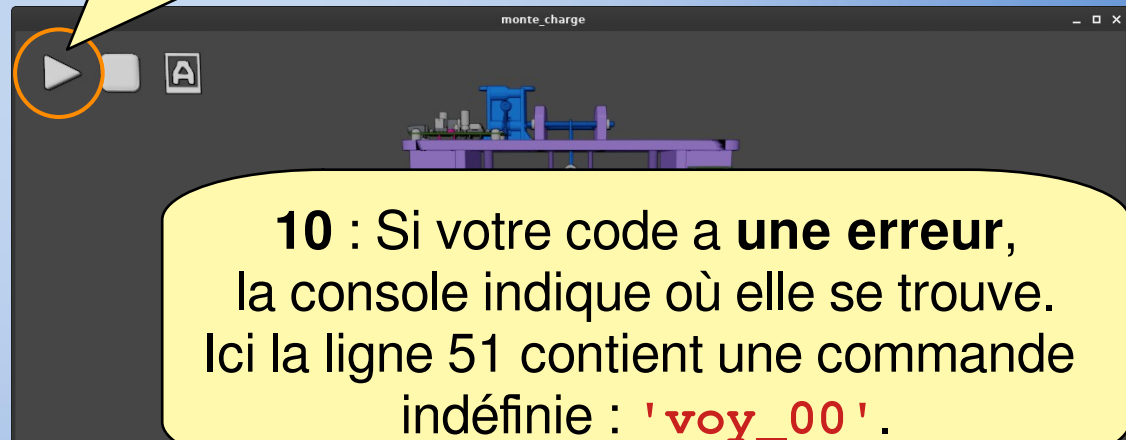 monte_charge
A
10 : Si votre code a une erreur,
la console indique où elle se trouve.
Ici la ligne 51 contient une commande
indéfinie : 'voy_00'.